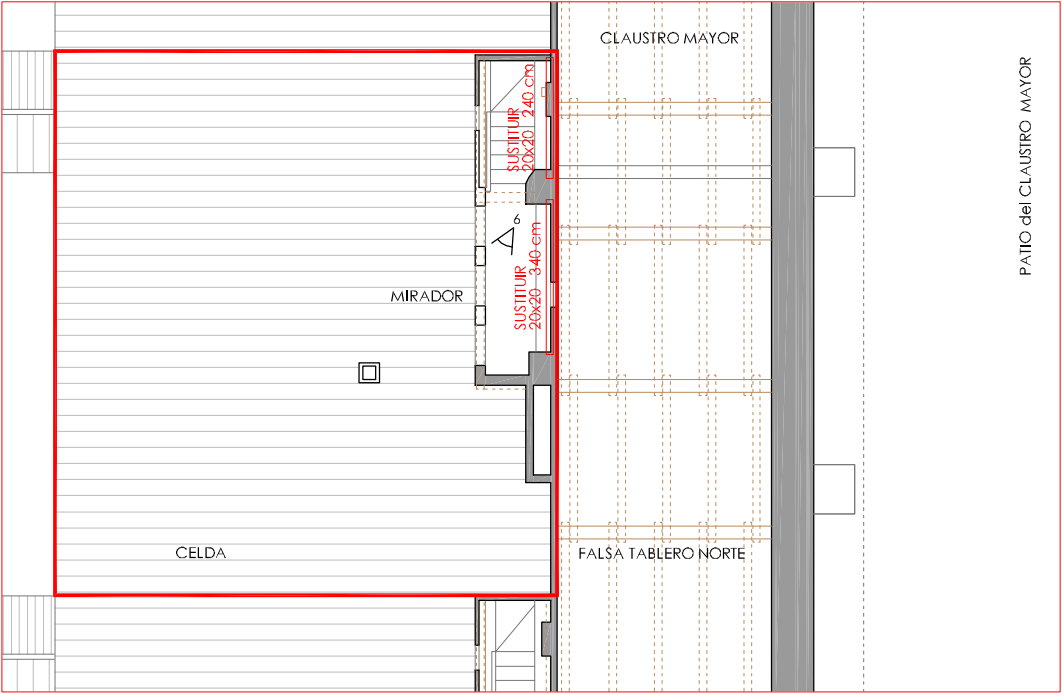 CLAUSTRO MAYOR
PATIO del CLAUSTRO MAYOR
SUSTITUIR
20x20 240 cm
6
SUSTITUIR
20x20 340 cm
MIRADOR
CELDA
FALSA TABLERO NORTE